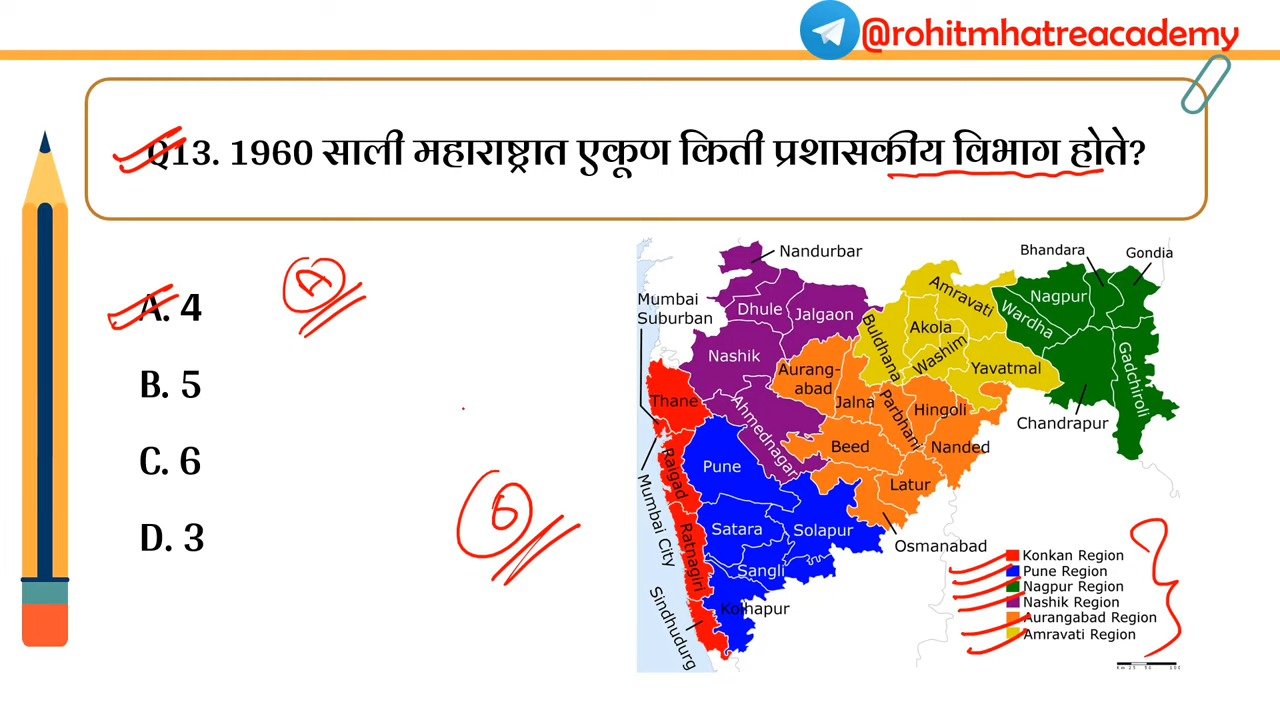 @rohitmhatreacademy
Q13. 1960 साली महाराष्ट्रात एकूण किती प्रशासकीय विभाग होते?
A. 4
A
B. 5
C. 6
D. 3
6
Nandurbar
Bhandara
Gondia
Mumbai
Suburban
Dhule
Jalgaon
Amravati
Nagpur
Wardha
Buldhana
Akola
Washim
Nashik
Yavatmal
Gadchiroli
Aurang-
abad
Thane
Ahmednagar
Jalna
Parbhani
Hingoli
Chandrapur
Beed
Nanded
Raigad
Pune
Latur
Mumbai City
Ratnagiri
Satara
Solapur
Osmanabad
Sangli
Kolhapur
Sindhudurg
Konkan Region
Pune Region
Nagpur Region
Nashik Region
Aurangabad Region
Amravati Region